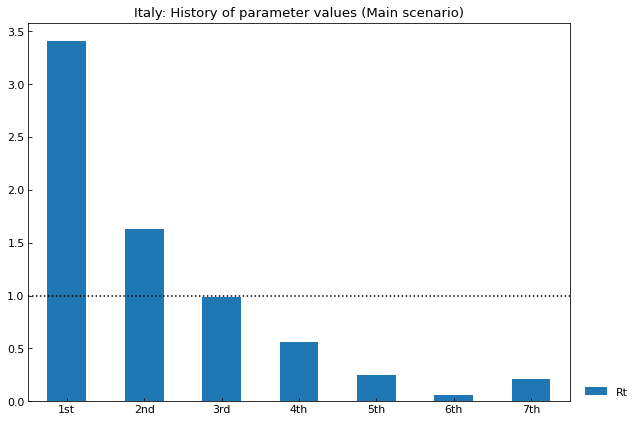 Italy: History of parameter values (Main scenario)
3.5
3.0
2.5
2.0
1.5
1.0
0.5
0.0
1st 2nd 3rd 4th 5th 6th 7th
Rt